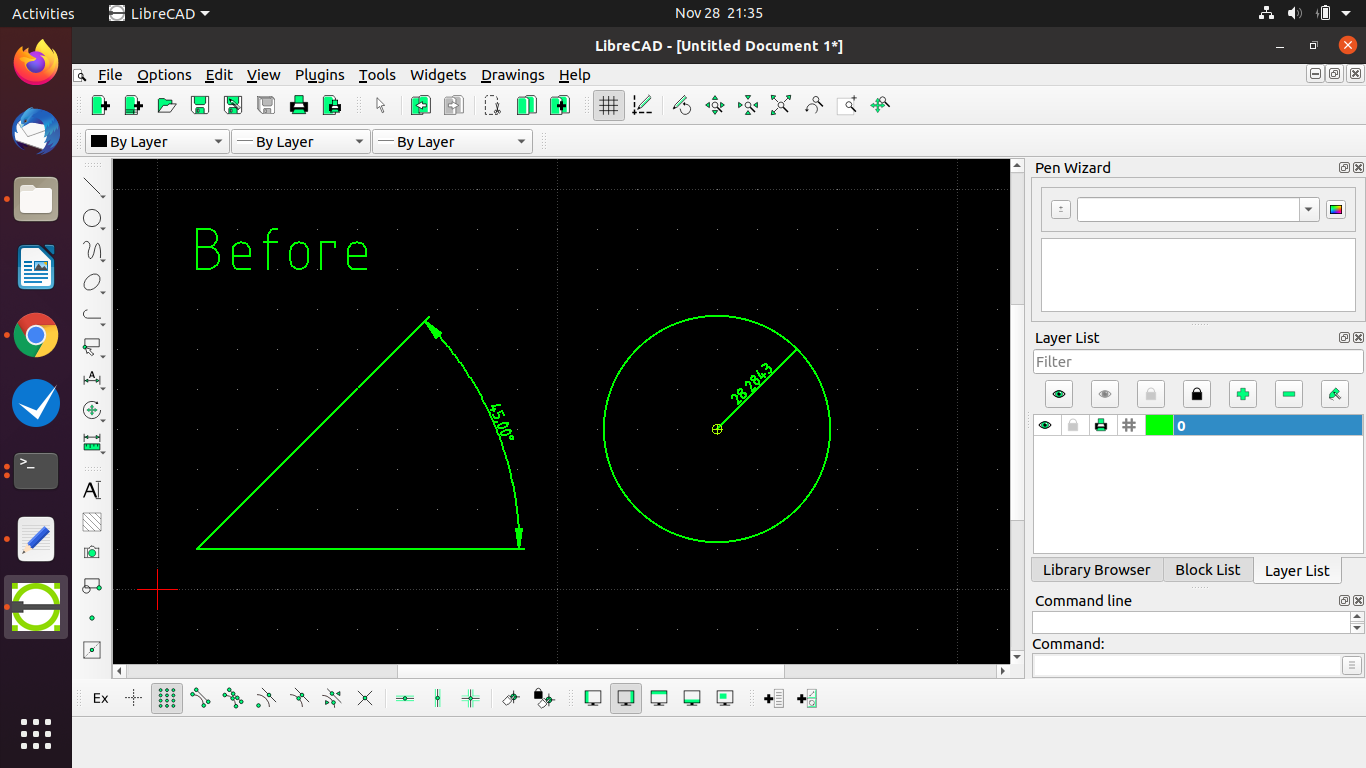 Activities LibreCAD Nov 28 21:35
LibreCAD - [Untitled Document 1*]
File Options Edit View Plugins Tools Widgets Drawings Help
By Layer By Layer By Layer
Pen Wizard
Before
Layer List
Filter
28.2843
45.00°
0
Library Browser Block List Layer List
Command line
Command:
Ex